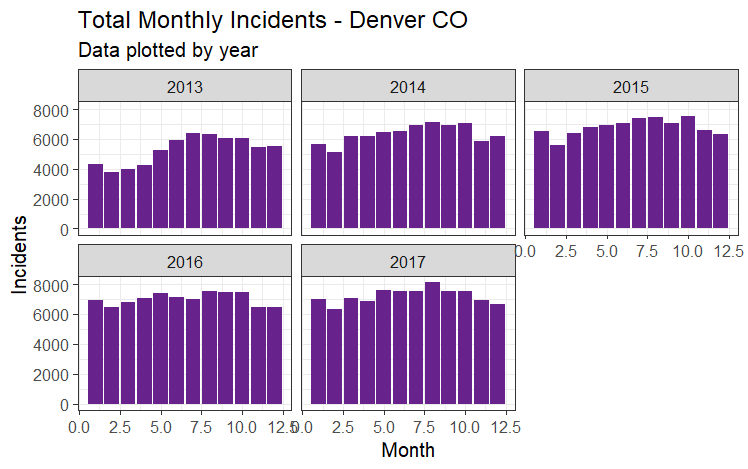 Total Monthly Incidents - Denver CO
Data plotted by year
2013 2014 2015
8000
6000
4000
2000
0
0.0 2.5 5.0 7.5 10.0 12.5
2016 2017
8000
6000
4000
2000
0
0.0 2.5 5.0 7.5 10.0 12.5 0.0 2.5 5.0 7.5 10.0 12.5
Incidents
Month